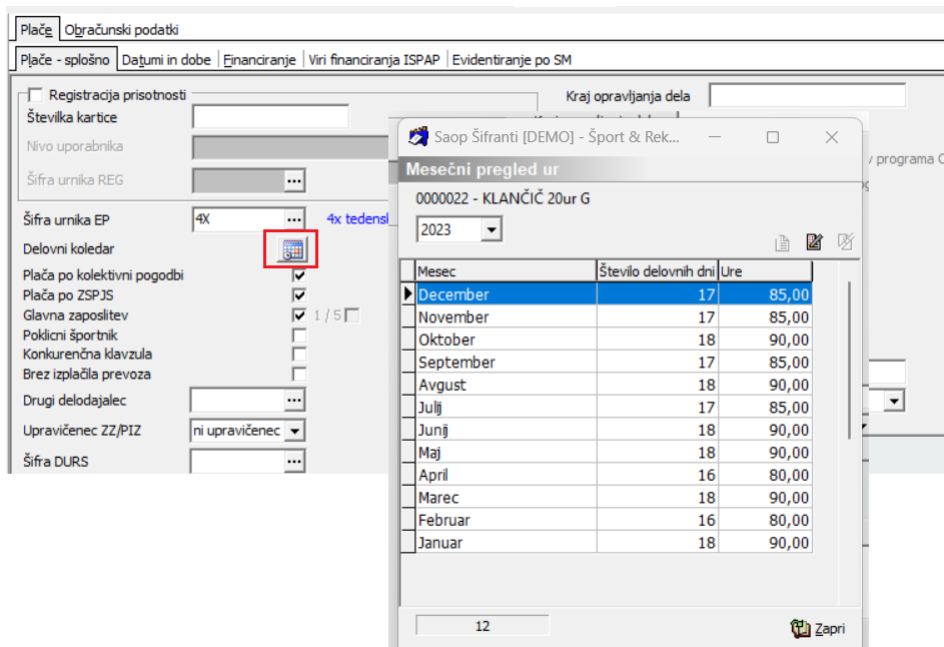 Plače Obračunski podatki
Plače - splošno Datumi in dobe Financiranje Viri financiranja ISPAP Evidentiranje po SM
Registracija prisotnosti
Številka kartice
Nivo uporabnika
Šifra urnika REG
...
Šifra urnika EP 4X ... 4x tedensk
Delovni koledar
Plača po kolektivni pogodbi
Plača po ZSPJS
Glavna zaposlitev 1 / 5
Poklicni športnik
Konkurenčna klavzula
Brez izplačila prevoza
Drugi delodajalec ...
Upravičenec ZZ/PIZ ni upravičenec
Šifra DURS ...
Kraj opravljanja dela
v programa O
Saop Šifranti [DEMO] - Šport & Rek...
Mesečni pregled ur
0000022 - KLANČIČ 20ur G
2023
Mesec Število delovnih dni Ure
December 17 85,00
November 17 85,00
Oktober 18 90,00
September 17 85,00
Avgust 18 90,00
Julij 17 85,00
Junij 18 90,00
Maj 18 90,00
April 16 80,00
Marec 18 90,00
Februar 16 80,00
Januar 18 90,00
12
Zapri